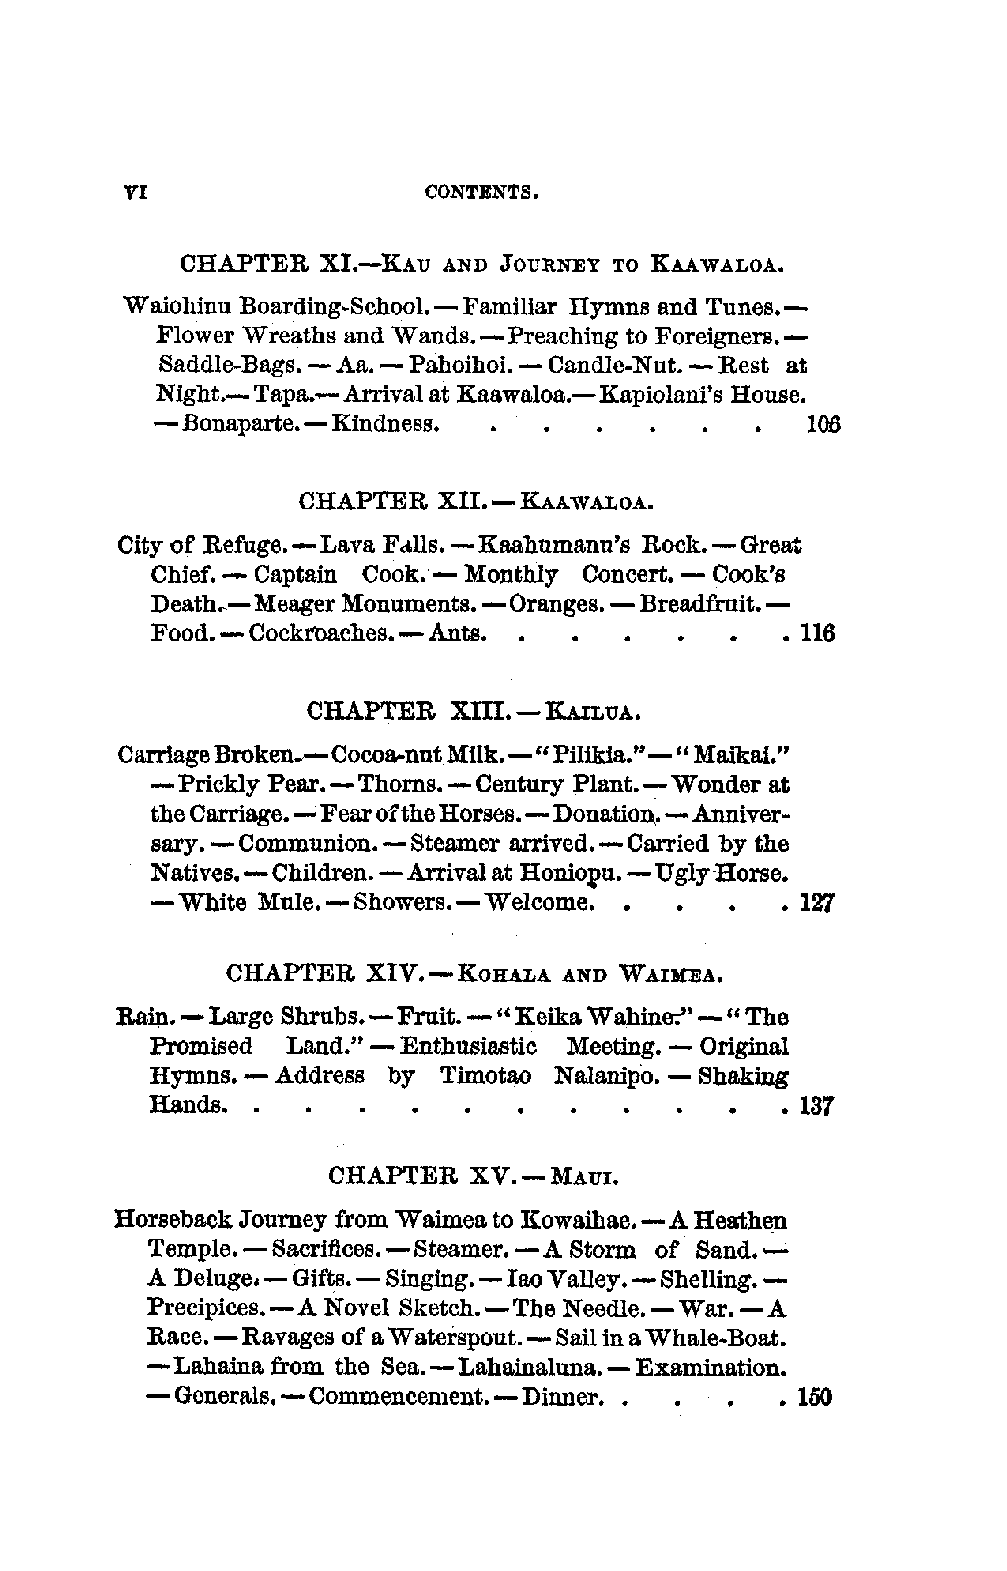 VI CONTENTS.
CHAPTER XI.—KAU AND JOURNEY TO KAAWALOA.
Waiohinu Boarding-School.—Familiar Hymns and Tunes.—
Flower Wreaths and Wands.—Preaching to Foreigners.—
Saddle-Bags.—Aa.—Pahoihoi.—Candle-Nut.—Rest at
Night.—Tapa.—Arrival at Kaawaloa.—Kapiolani's House.
—Bonaparte.—Kindness. . . . . . . 106
CHAPTER XII.—KAAWALOA.
City of Refuge.—Lava Falls.—Kaahumanu's Rock.—Great
Chief.—Captain Cook.—Monthly Concert.—Cook's
Death.—Meager Monuments.—Oranges.—Breadfruit.—
Food.—Cockroaches.—Ants. . . . . . . 116
CHAPTER XIII.—KAILUA.
Carriage Broken.—Cocoa-nut Milk.—"Pilikia."—"Maikai."
—Prickly Pear.—Thorns.—Century Plant.—Wonder at
the Carriage.—Fear of the Horses.—Donation.—Anniver-
sary.—Communion.—Steamer arrived.—Carried by the
Natives.—Children.—Arrival at Honiopu.—Ugly Horse.
—White Mule.—Showers.—Welcome. . . . . 127
CHAPTER XIV.—KOHALA AND WAIMEA.
Rain.—Large Shrubs.—Fruit.—"Keika Wahine."—"The
Promised Land."—Enthusiastic Meeting.—Original
Hymns.—Address by Timotao Nalanipo.—Shaking
Hands. . . . . . . . . . . . 137
CHAPTER XV.—MAUI.
Horseback Journey from Waimea to Kowaihae.—A Heathen
Temple.—Sacrifices.—Steamer.—A Storm of Sand.—
A Deluge.—Gifts.—Singing.—Iao Valley.—Shelling.—
Precipices.—A Novel Sketch.—The Needle.—War.—A
Race.—Ravages of a Waterspout.—Sail in a Whale-Boat.
—Lahaina from the Sea.—Lahainaluna.—Examination.
—Generals.—Commencement.—Dinner. . . . . 150